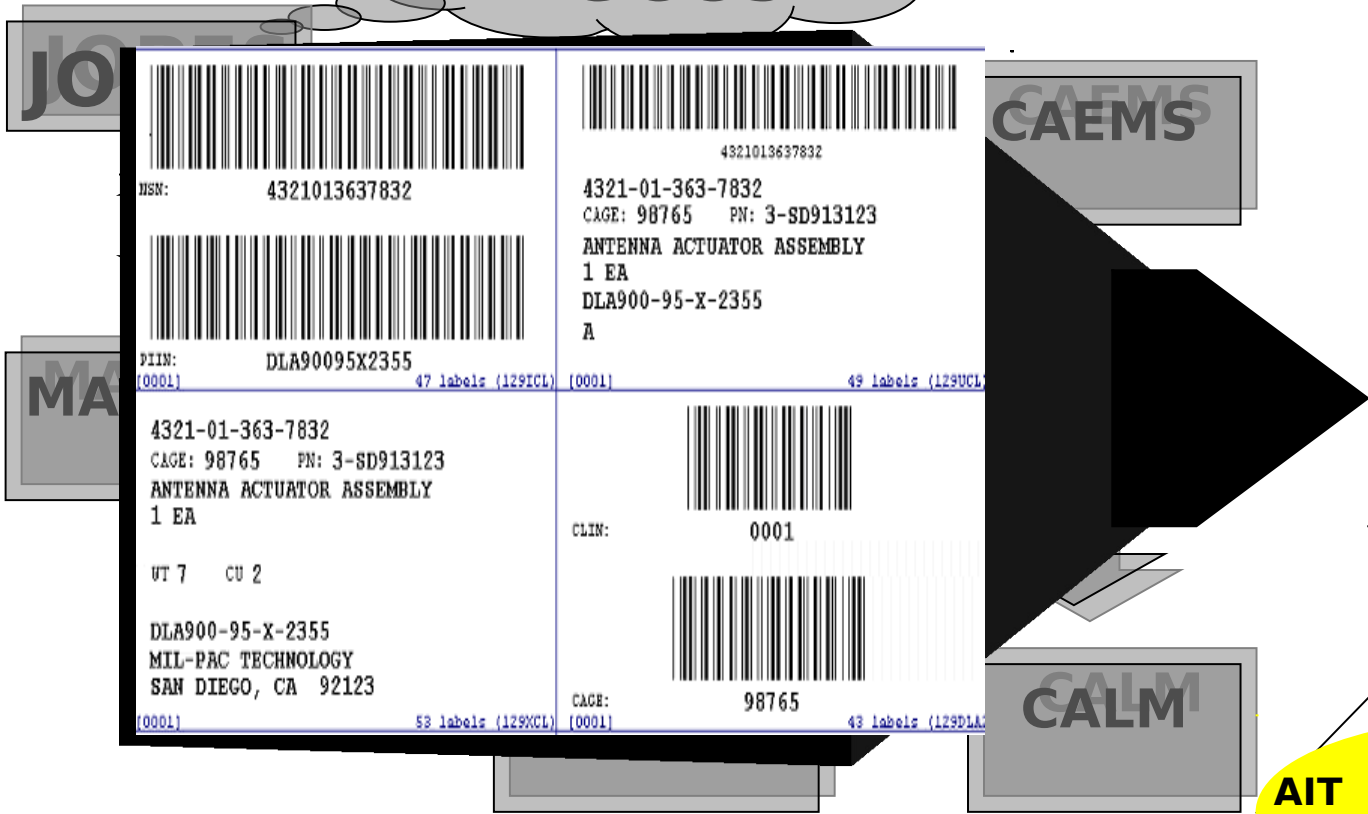 JO
CAEMS
NSN: 4321013637832
PIIN: DLA90095X2355
[0001] 47 labels (129ICL)
4321013637832
4321-01-363-7832
CAGE: 98765 PN: 3-SD913123
ANTENNA ACTUATOR ASSEMBLY
1 EA
DLA900-95-X-2355
A
[0001] 49 labels (129UCL)
MA
4321-01-363-7832
CAGE: 98765 PN: 3-SD913123
ANTENNA ACTUATOR ASSEMBLY
1 EA
UT 7 CU 2
DLA900-95-X-2355
MIL-PAC TECHNOLOGY
SAN DIEGO, CA 92123
[0001] 53 labels (129XCL)
CLIN: 0001
CAGE: 98765
[0001] 43 labels (129DLA2
CALM
AIT